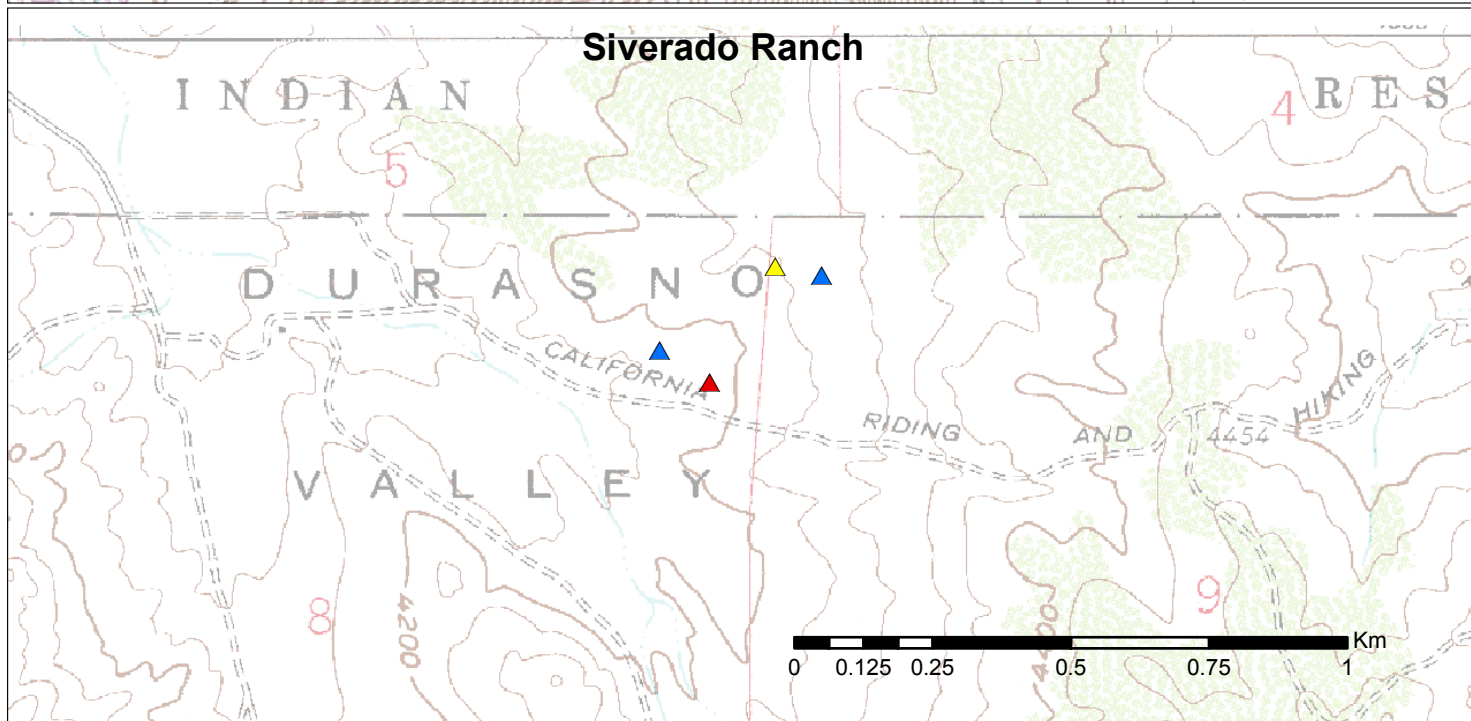 Siverado Ranch
INDIAN
4
RES
5
DURASNO
CALIFORNIA
RIDING
AND
4454
HIKING
VALLEY
8
4200
4400
9
Km
0 0.125 0.25 0.5 0.75 1